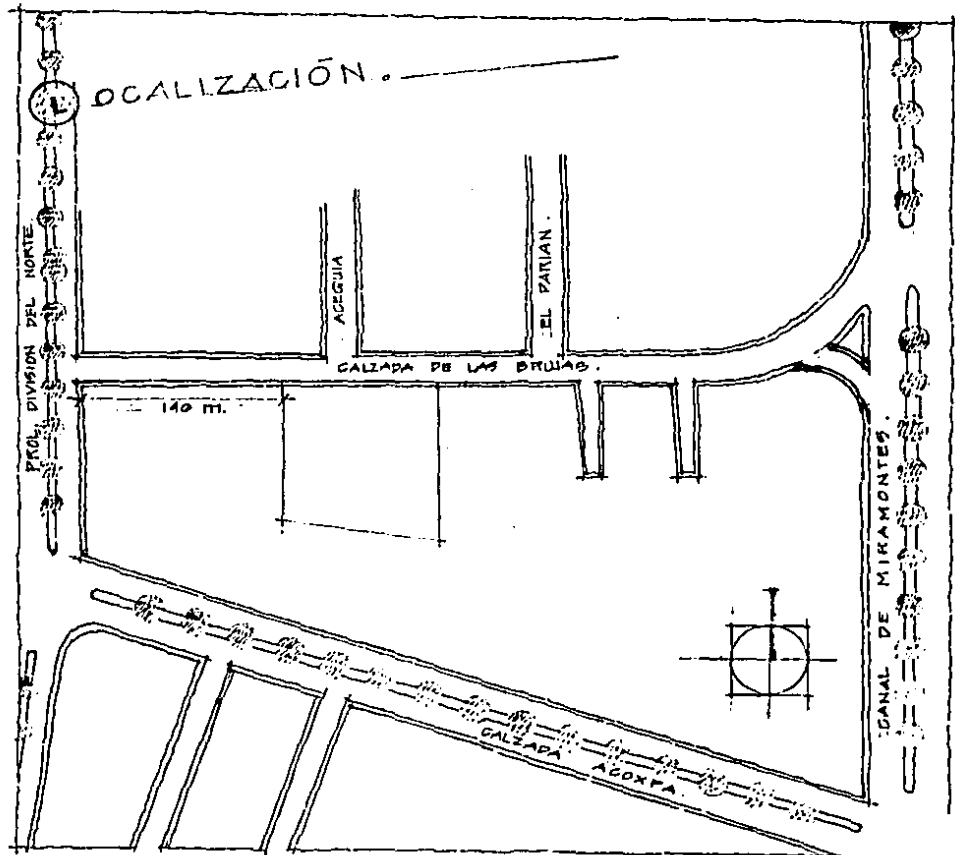 LOCALIZACIÓN.
PROL. DIVISION DEL NORTE.
ACEQUIA
EL PARIAN.
CALZADA DE LAS BRUJAS.
140 m.
CANAL DE MIRAMONTES.
CALZADA ACOXPA.